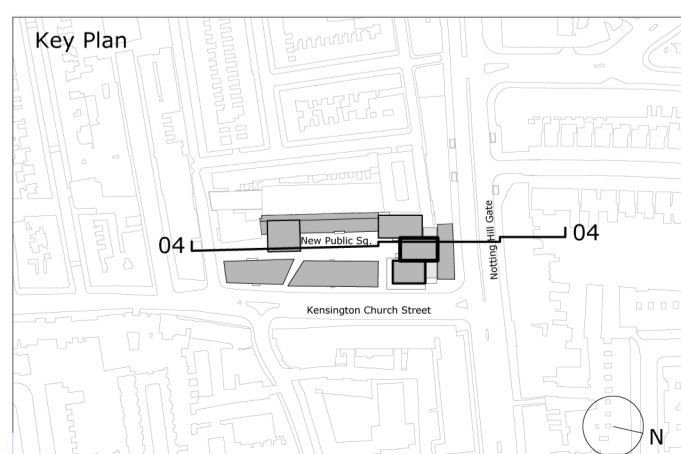 Key Plan
04
New Public Sq.
Notting Hill Gate
04
Kensington Church Street
N